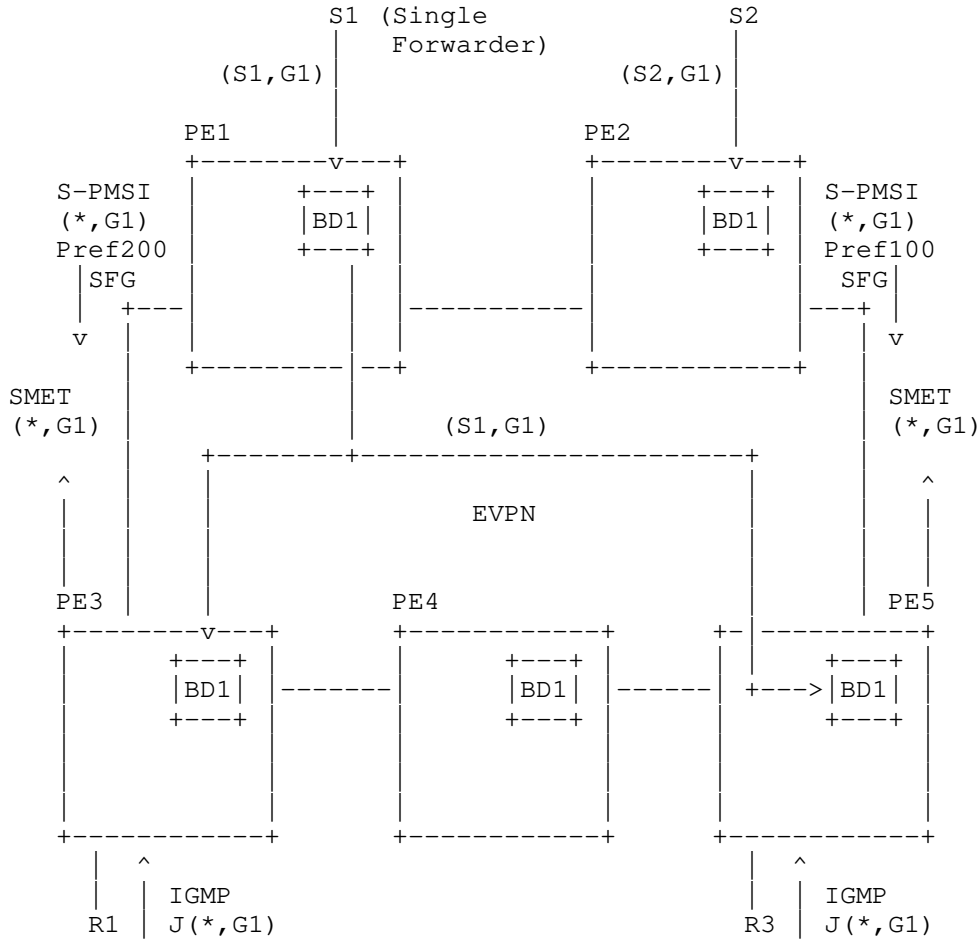 S1 (Single
Forwarder)
S2
(S1,G1)
(S2,G1)
PE1
PE2
S-PMSI
(*,G1)
Pref200
SFG
BD1
BD1
S-PMSI
(*,G1)
Pref100
SFG
SMET
(*,G1)
(S1,G1)
SMET
(*,G1)
EVPN
PE3
PE4
PE5
BD1
BD1
BD1
R1
IGMP
J(*,G1)
R3
IGMP
J(*,G1)